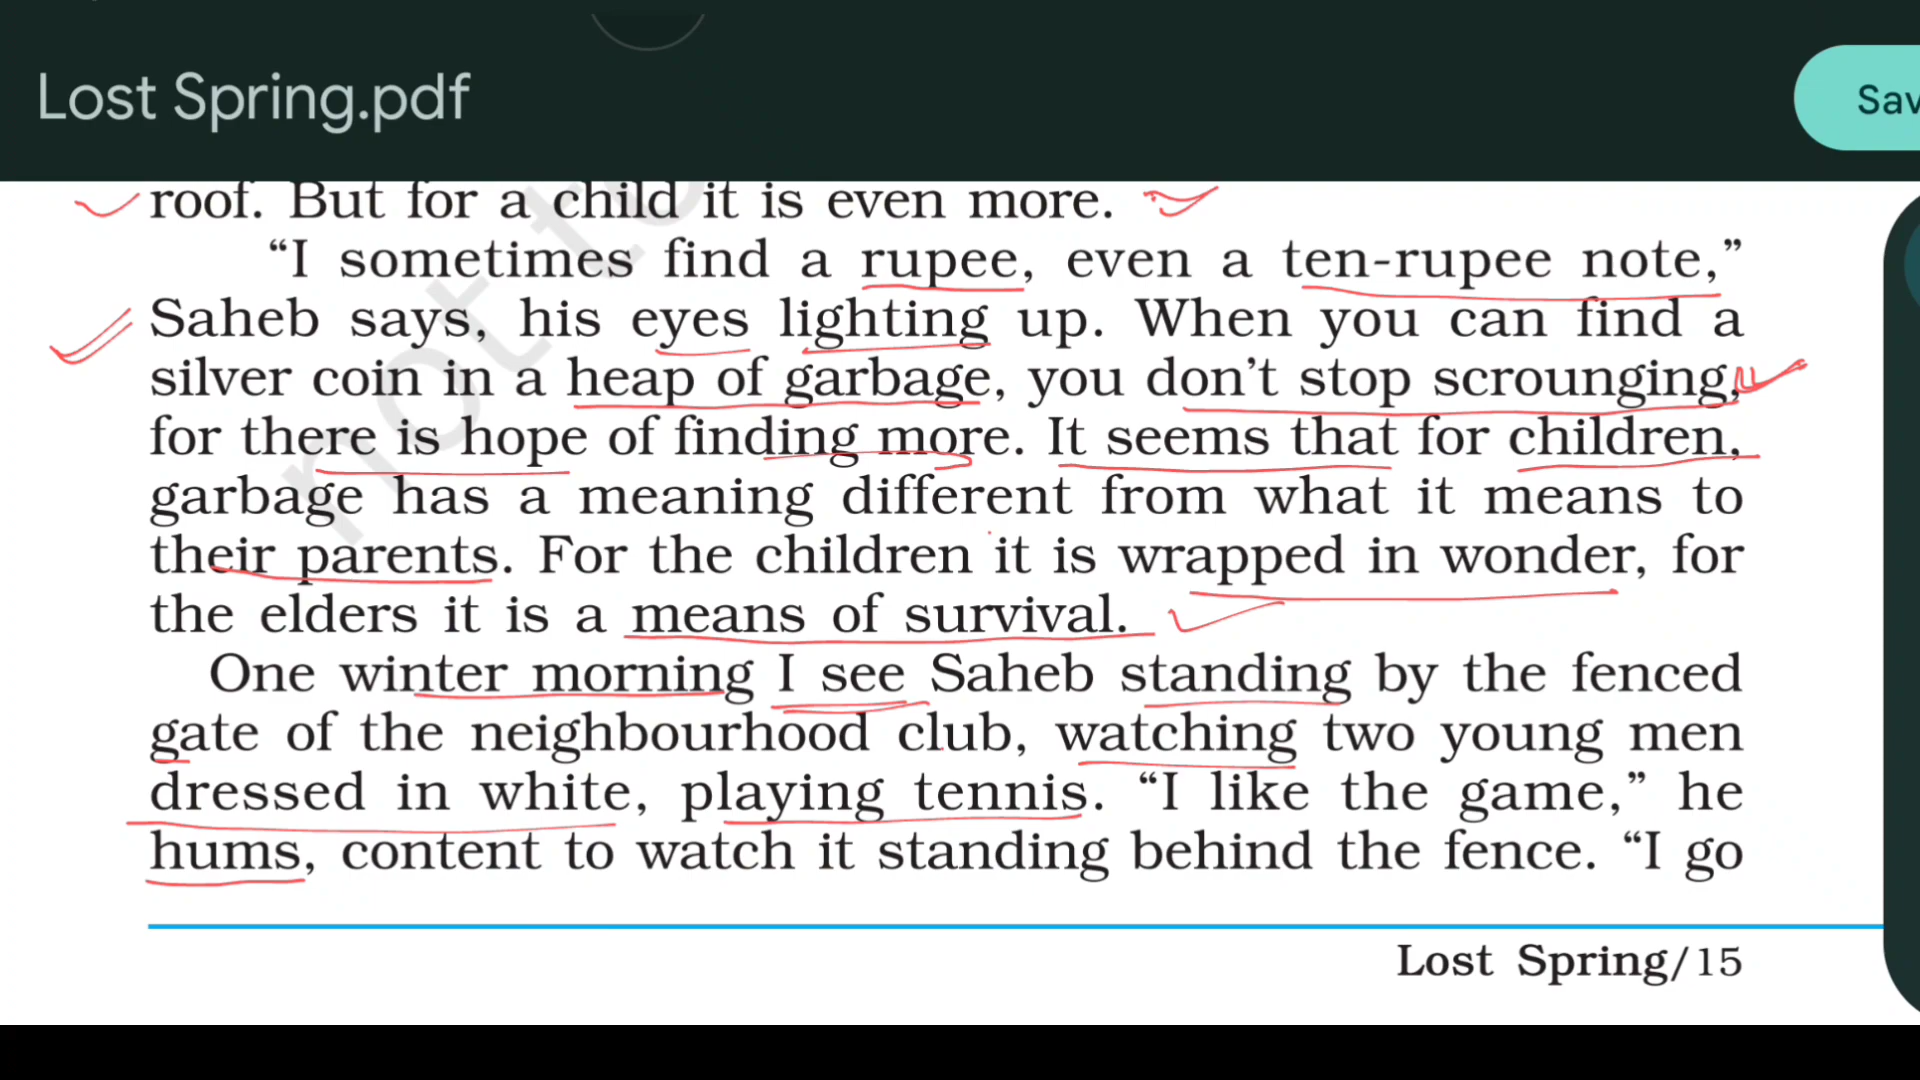 Lost Spring.pdf
Sav
roof. But for a child it is even more.
“I sometimes find a rupee, even a ten-rupee note,”
Saheb says, his eyes lighting up. When you can find a
silver coin in a heap of garbage, you don’t stop scrounging,
for there is hope of finding more. It seems that for children,
garbage has a meaning different from what it means to
their parents. For the children it is wrapped in wonder, for
the elders it is a means of survival.
One winter morning I see Saheb standing by the fenced
gate of the neighbourhood club, watching two young men
dressed in white, playing tennis. “I like the game,” he
hums, content to watch it standing behind the fence. “I go
Lost Spring/15
not to